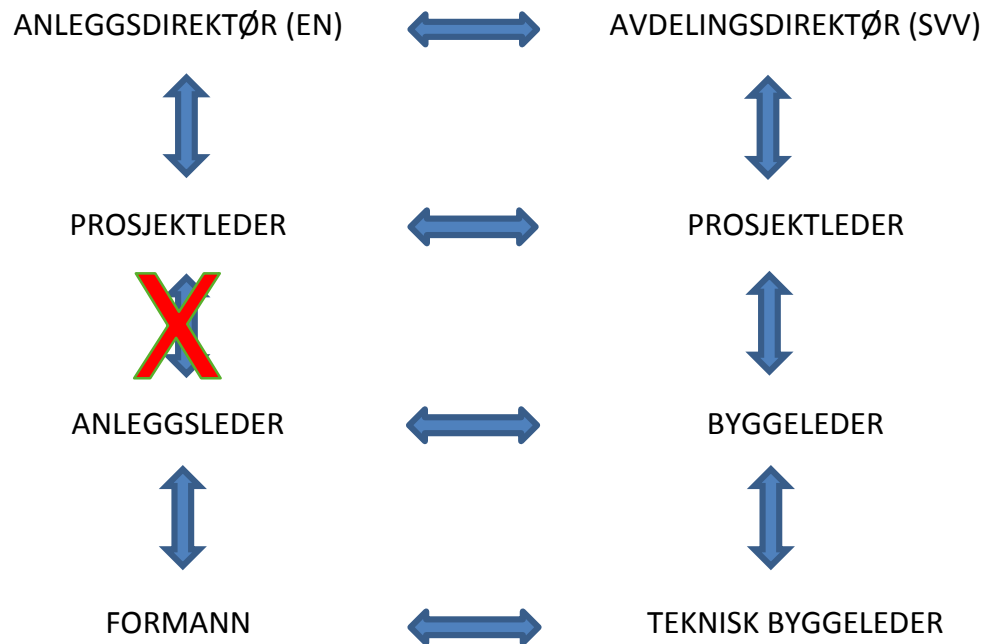 ANLEGGSDIREKTØR (EN) AVDELINGSDIREKTØR (SVV)
PROSJEKTLEDER PROSJEKTLEDER
X
ANLEGGSLEDER BYGGELEDER
FORMANN TEKNISK BYGGELEDER